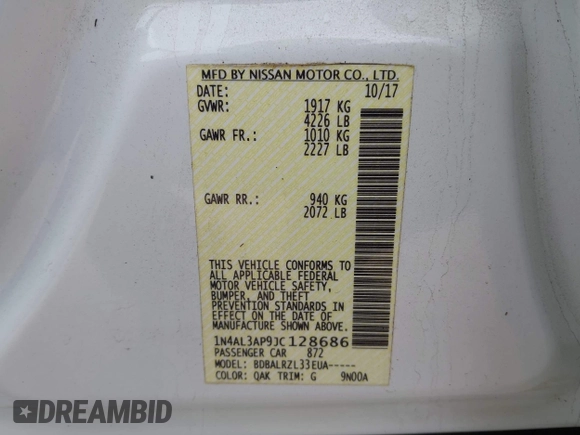 MFD BY NISSAN MOTOR CO., LTD.
DATE: 10/17
GVWR: 1917 KG
4226 LB
GAWR FR.: 1010 KG
2227 LB
GAWR RR.: 940 KG
2072 LB
THIS VEHICLE CONFORMS TO
ALL APPLICABLE FEDERAL
MOTOR VEHICLE SAFETY,
BUMPER, AND THEFT
PREVENTION STANDARDS IN
EFFECT ON THE DATE OF
MANUFACTURE SHOWN ABOVE.
1N4AL3AP9JC128686
PASSENGER CAR 872
MODEL: BDBALRZL33EUA-----
COLOR: QAK TRIM: G 9N00A
DREAMBID